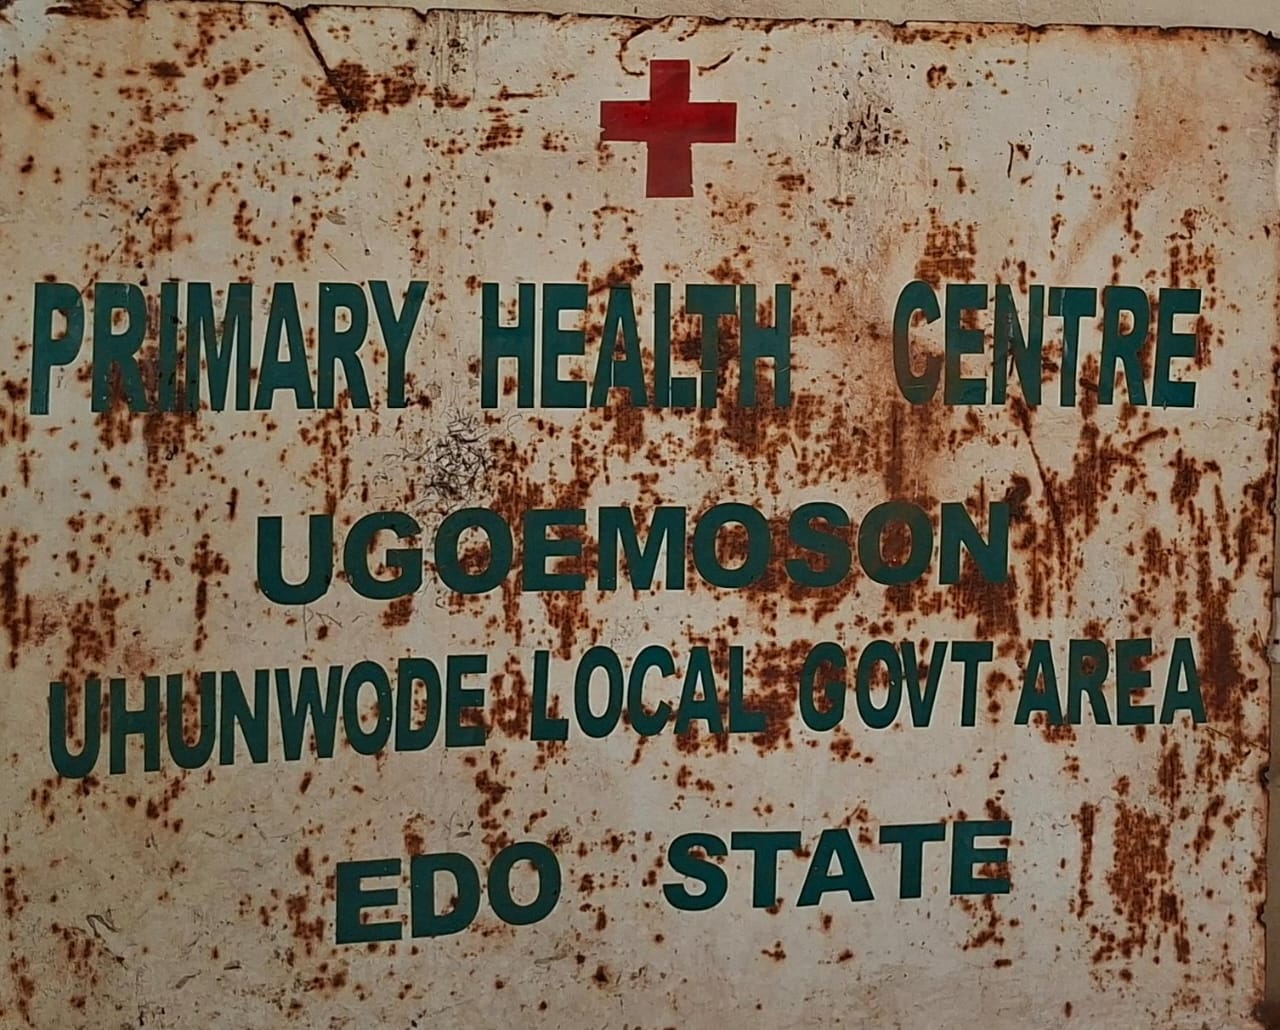 PRIMARY HEALTH CENTRE
UGOEMOSON
UHUNWODE LOCAL GOVT AREA
EDO STATE